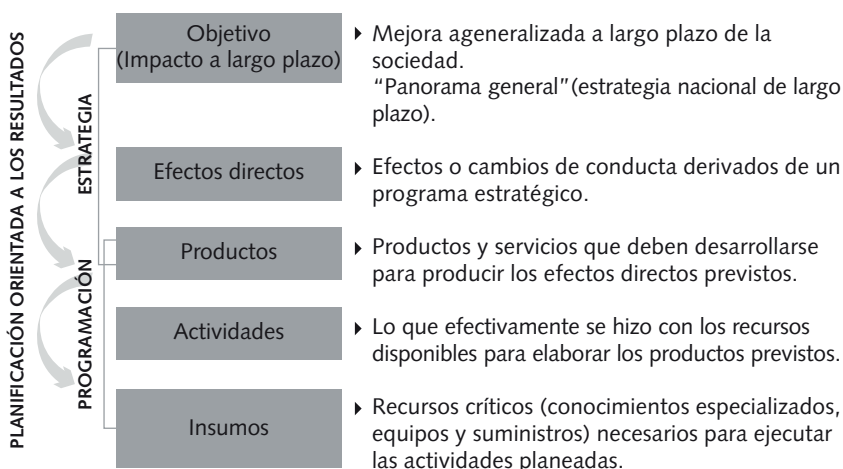 PLANIFICACIÓN ORIENTADA A LOS RESULTADOS
ESTRATEGIA
PROGRAMACIÓN
Objetivo
(Impacto a largo plazo)
Mejora ageneralizada a largo plazo de la
sociedad.
“Panorama general”(estrategia nacional de largo
plazo).
Efectos directos
Efectos o cambios de conducta derivados de un
programa estratégico.
Productos
Productos y servicios que deben desarrollarse
para producir los efectos directos previstos.
Actividades
Lo que efectivamente se hizo con los recursos
disponibles para elaborar los productos previstos.
Insumos
Recursos críticos (conocimientos especializados,
equipos y suministros) necesarios para ejecutar
las actividades planeadas.